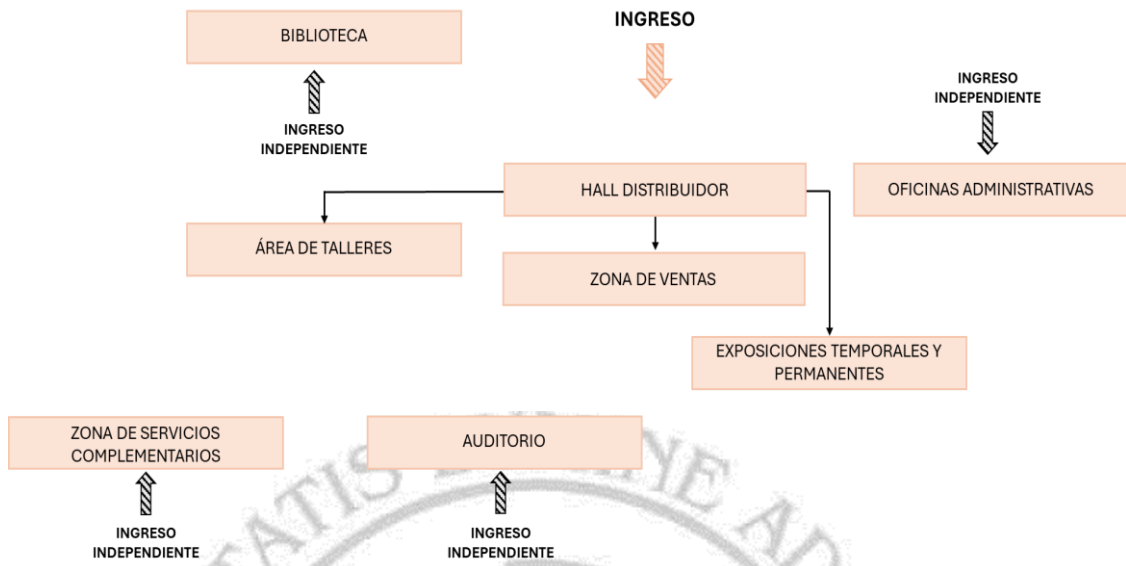 INGRESO
BIBLIOTECA
INGRESO
INDEPENDIENTE
INGRESO
INDEPENDIENTE
HALL DISTRIBUIDOR
OFICINAS ADMINISTRATIVAS
ÁREA DE TALLERES
ZONA DE VENTAS
EXPOSICIONES TEMPORALES Y
PERMANENTES
ZONA DE SERVICIOS
COMPLEMENTARIOS
AUDITORIO
INGRESO
INDEPENDIENTE
INGRESO
INDEPENDIENTE